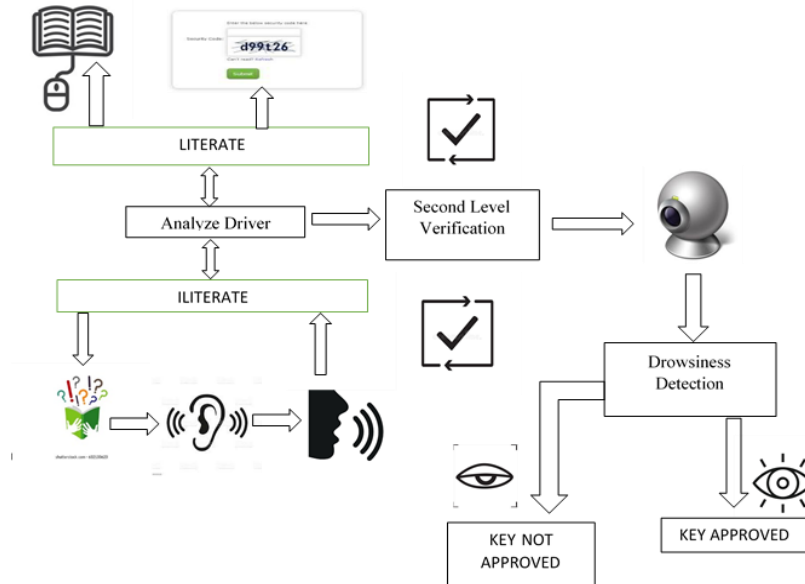 Enter the below security code here
Security Code:
d99t26
Can't read? Refresh
Submit
LITERATE
Analyze Driver
Second Level
Verification
ILITERATE
Drowsiness
Detection
KEY NOT
APPROVED
KEY APPROVED